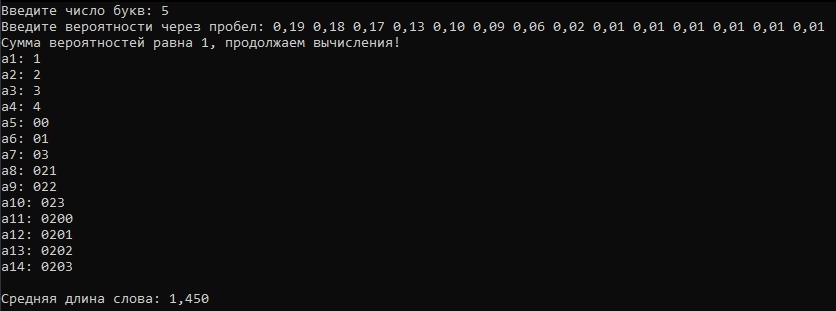 Введите число букв: 5
Введите вероятности через пробел: 0,19 0,18 0,17 0,13 0,10 0,09 0,06 0,02 0,01 0,01 0,01 0,01 0,01 0,01
Сумма вероятностей равна 1, продолжаем вычисления!
a1: 1
a2: 2
a3: 3
a4: 4
a5: 00
a6: 01
a7: 03
a8: 021
a9: 022
a10: 023
a11: 0200
a12: 0201
a13: 0202
a14: 0203
Средняя длина слова: 1,450